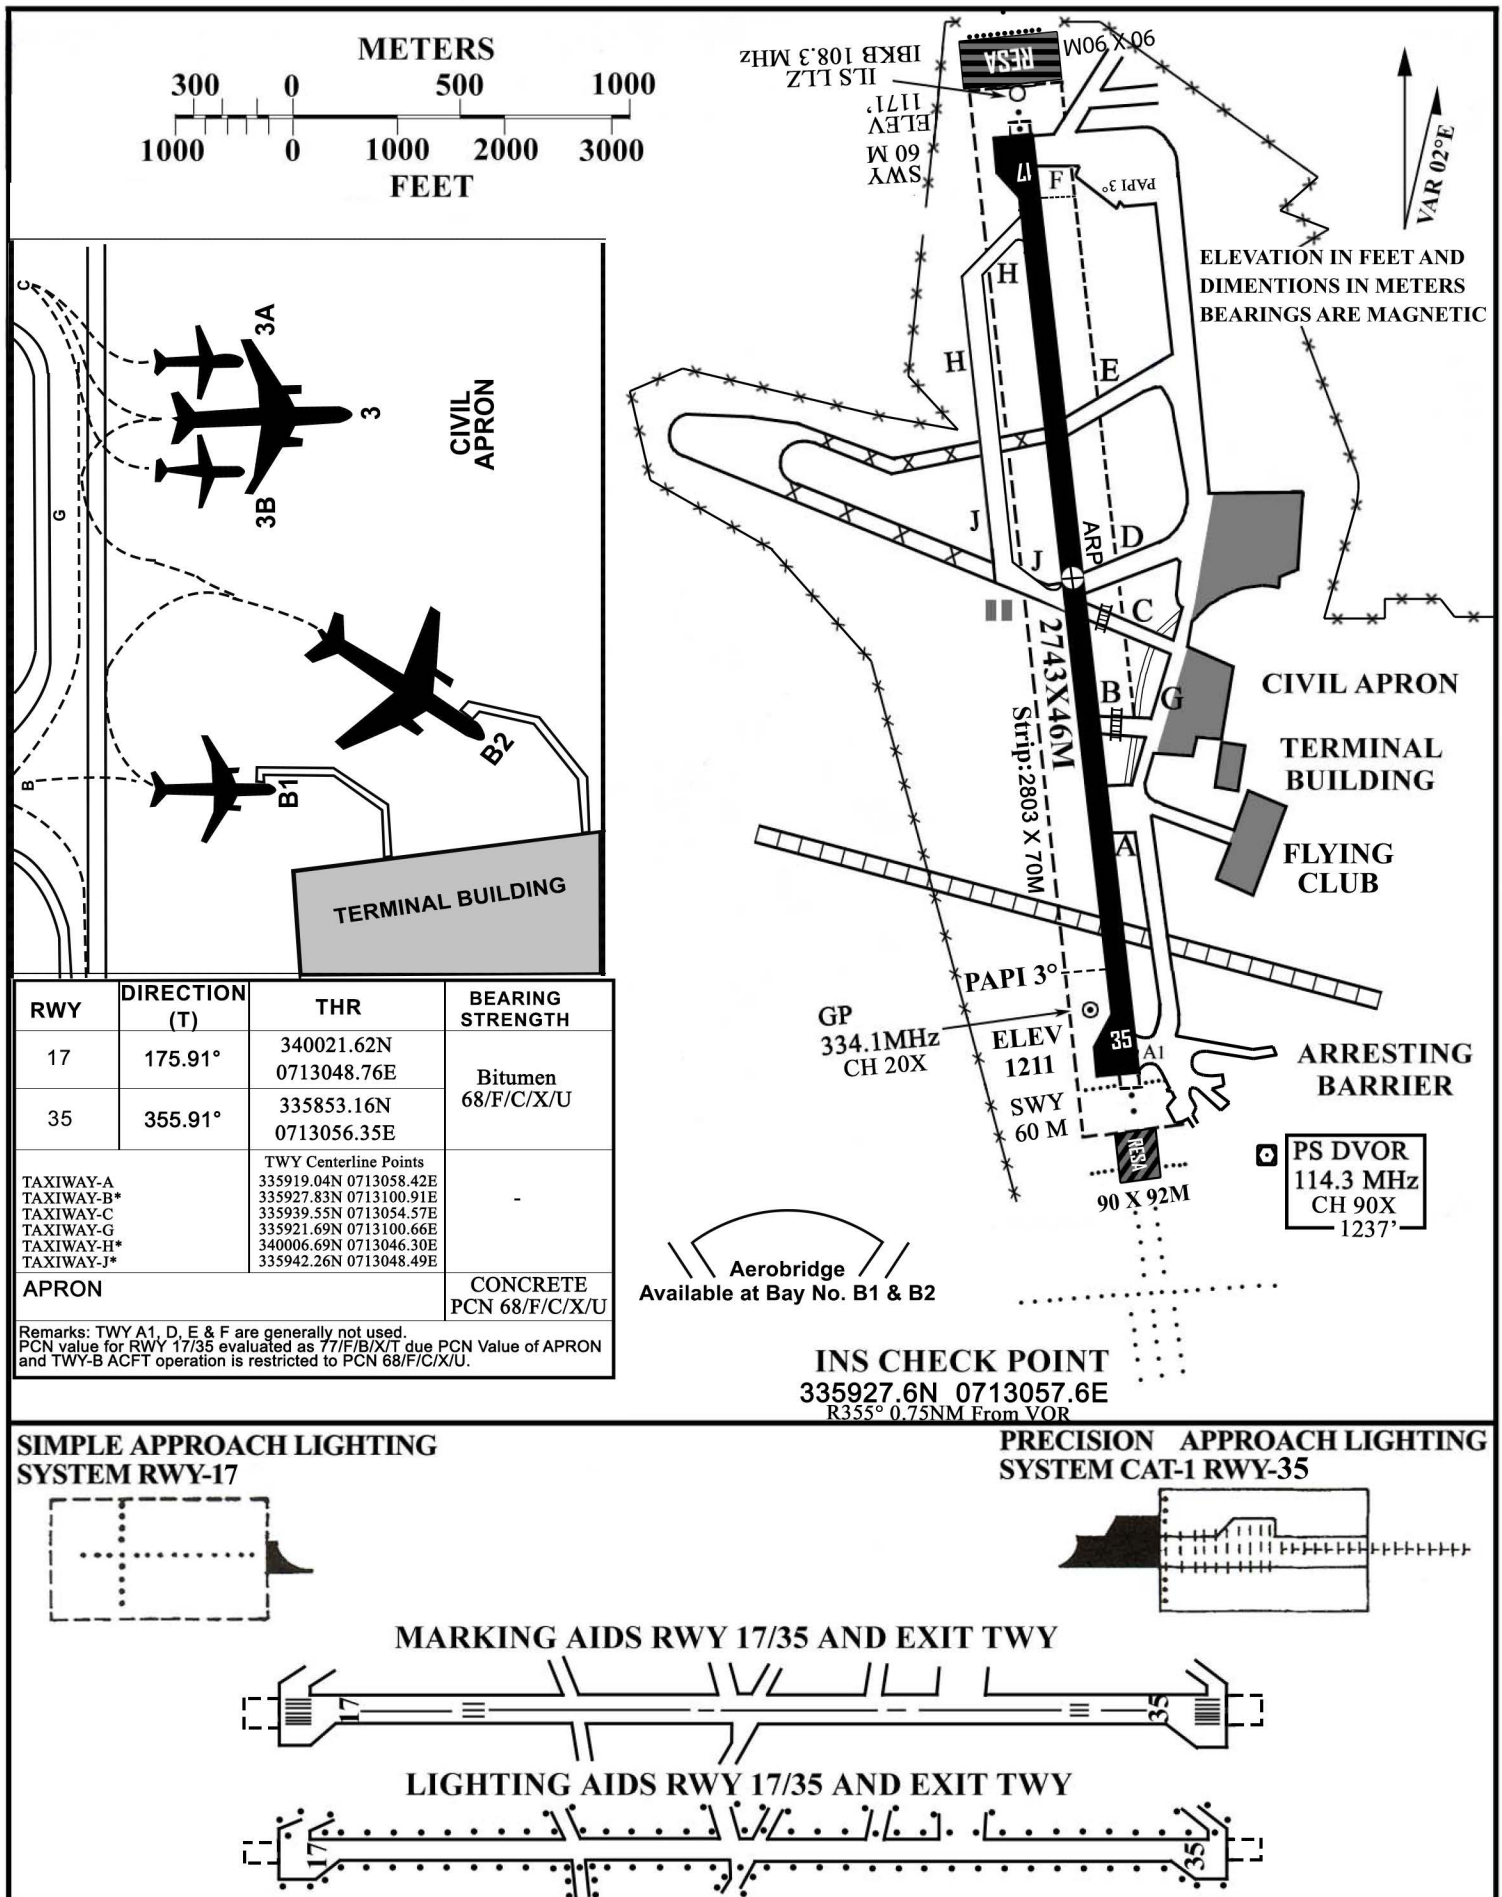 METERS
300 0 500 1000
1000 0 1000 2000 3000
FEET
C
3A
3
3B
CIVIL
APRON
G
B2
B1
B
TERMINAL BUILDING
RWY
DIRECTION
(T)
THR
BEARING
STRENGTH
17
175.91°
340021.62N
0713048.76E
35
355.91°
335853.16N
0713056.35E
Bitumen
68/F/C/X/U
TWY Centerline Points
TAXIWAY-A 335919.04N 0713058.42E
TAXIWAY-B* 335927.83N 0713100.91E
TAXIWAY-C 335939.55N 0713054.57E
TAXIWAY-G 335921.69N 0713100.66E
TAXIWAY-H* 340006.69N 0713046.30E
TAXIWAY-J* 335942.26N 0713048.49E
-
APRON
CONCRETE
PCN 68/F/C/X/U
Remarks: TWY A1, D, E & F are generally not used.
PCN value for RWY 17/35 evaluated as 77/F/B/X/T due PCN Value of APRON
and TWY-B ACFT operation is restricted to PCN 68/F/C/X/U.
RESA
90 X 90M
ILS LLZ
IBKB 108.3 MHz
ELEV
1171’
SWY
60 M
17
F
PAPI 3°
VAR 02°E
ELEVATION IN FEET AND
DIMENTIONS IN METERS
BEARINGS ARE MAGNETIC
H
H
E
J
J
ARP
D
C
2743X46M
Strip:2803 X 70M
B
G
A
CIVIL APRON
TERMINAL
BUILDING
FLYING
CLUB
PAPI 3°
GP
334.1MHz
CH 20X
ELEV
1211
35
A1
ARRESTING
BARRIER
SWY
60 M
RESA
90 X 92M
PS DVOR
114.3 MHz
CH 90X
1237’
Aerobridge
Available at Bay No. B1 & B2
INS CHECK POINT
335927.6N 0713057.6E
R355° 0.75NM From VOR
SIMPLE APPROACH LIGHTING
SYSTEM RWY-17
PRECISION APPROACH LIGHTING
SYSTEM CAT-1 RWY-35
MARKING AIDS RWY 17/35 AND EXIT TWY
17
35
LIGHTING AIDS RWY 17/35 AND EXIT TWY
17
35